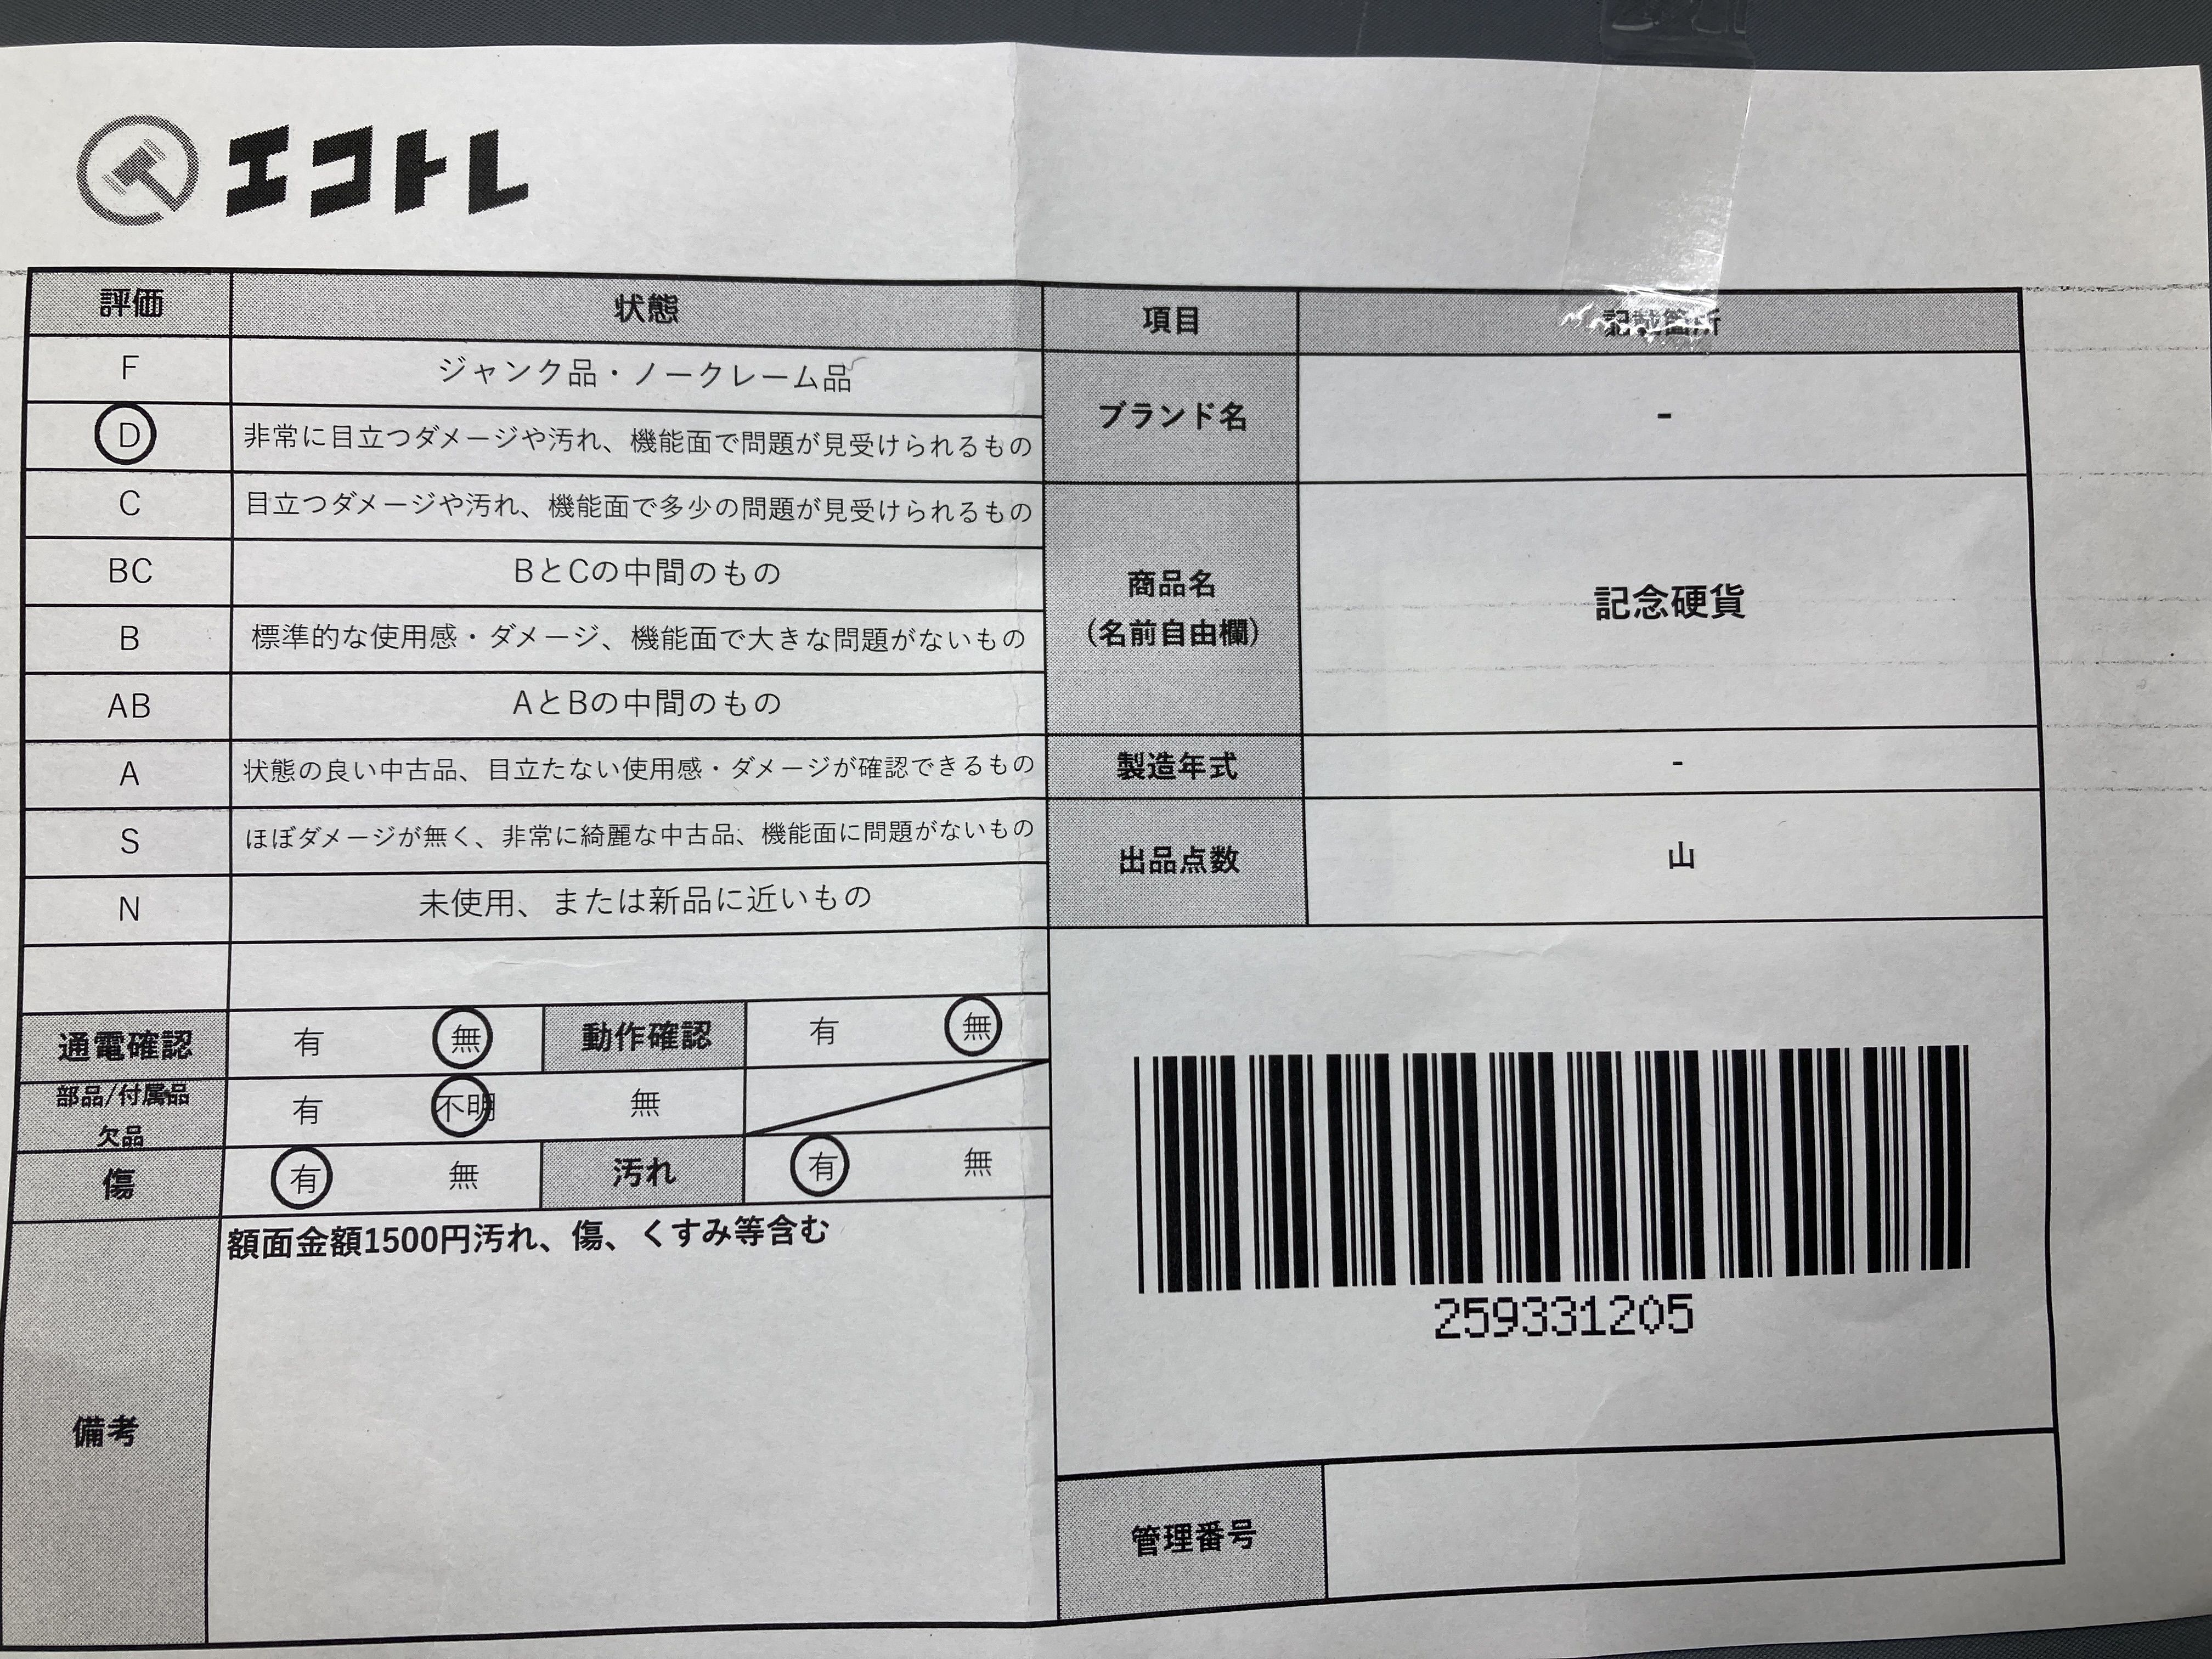 エコトレ
評価 状態
F ジャンク品・ノークレーム品
D 非常に目立つダメージや汚れ、機能面で問題が見受けられるもの
C 目立つダメージや汚れ、機能面で多少の問題が見受けられるもの
BC BとCの中間のもの
B 標準的な使用感・ダメージ、機能面で大きな問題がないもの
AB AとBの中間のもの
A 状態の良い中古品、目立たない使用感・ダメージが確認できるもの
S ほぼダメージが無く、非常に綺麗な中古品、機能面に問題がないもの
N 未使用、または新品に近いもの
通電確認 有 無 動作確認 有 無
部品/付属品
欠品
有 不明 無
傷 有 無 汚れ 有 無
備考
額面金額1500円汚れ、傷、くすみ等含む
項目 記載箇所
ブランド名 -
商品名
(名前自由欄)
記念硬貨
製造年式 -
出品点数 山
259331205
管理番号